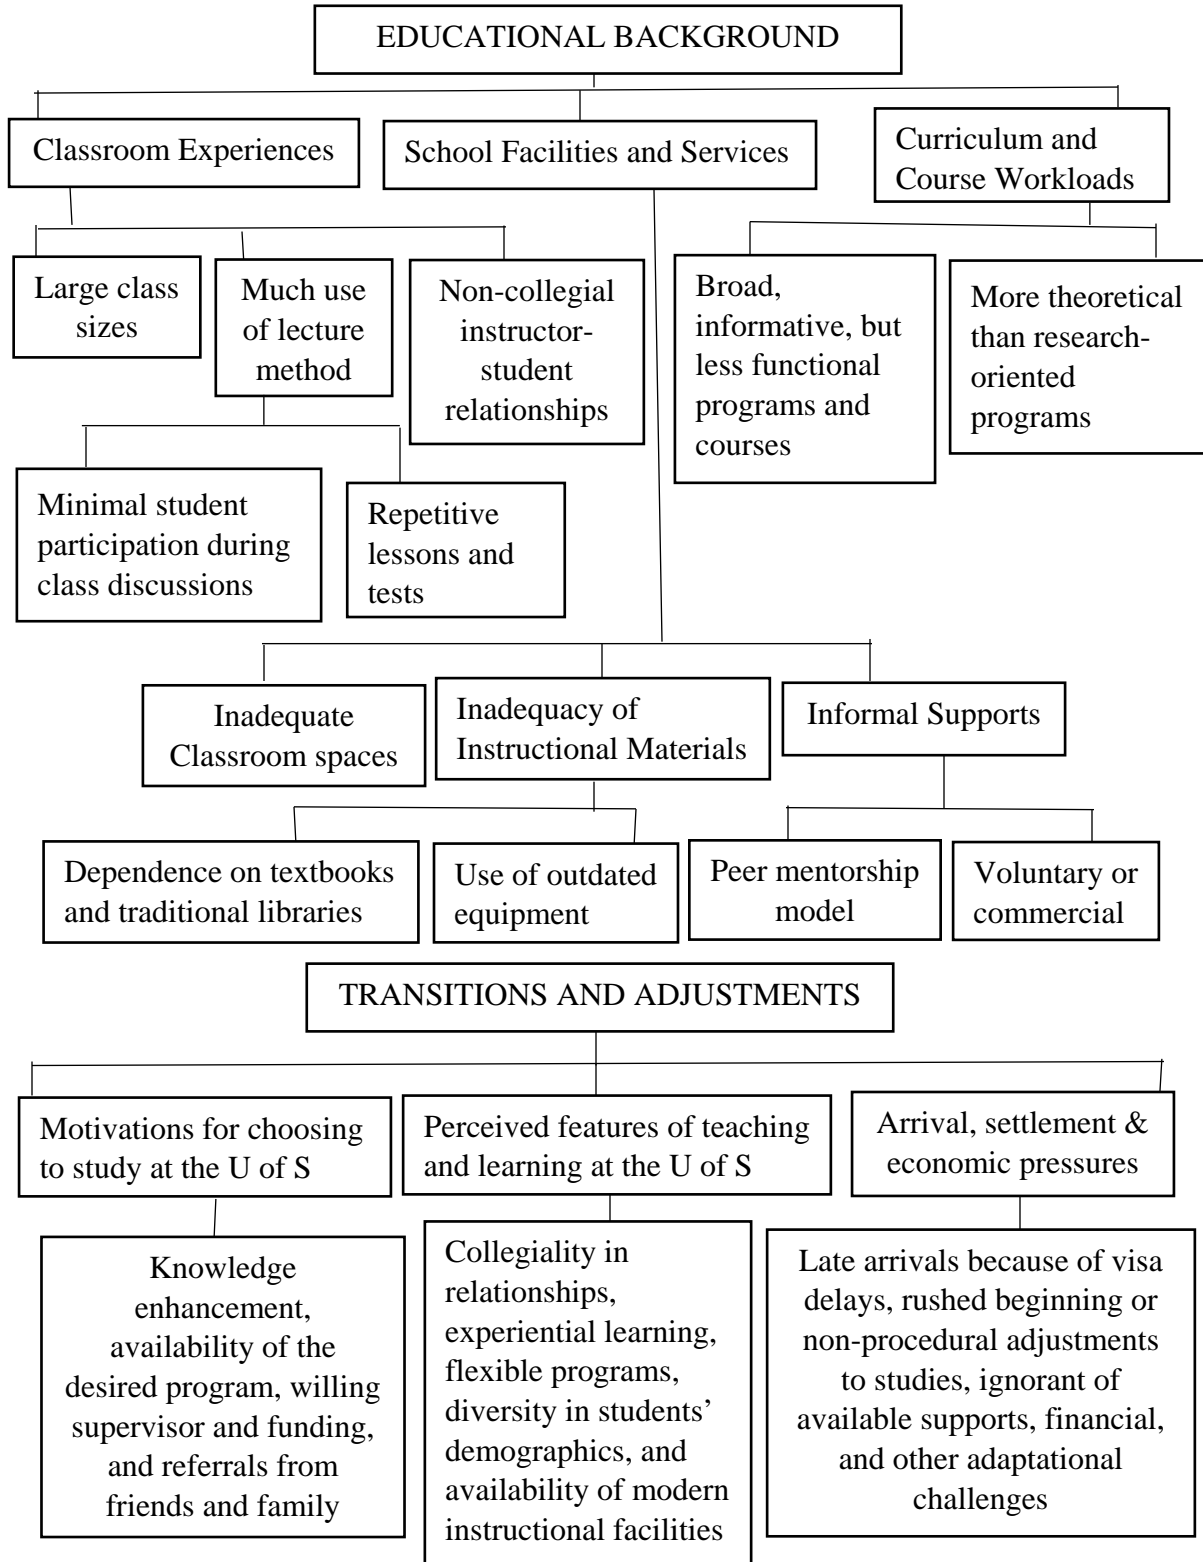 EDUCATIONAL BACKGROUND
Classroom Experiences
School Facilities and Services
Curriculum and
Course Workloads
Large class
sizes
Much use
of lecture
method
Non-collegial
instructor-
student
relationships
Broad,
informative, but
less functional
programs and
courses
More theoretical
than research-
oriented
programs
Minimal student
participation during
class discussions
Repetitive
lessons and
tests
Inadequate
Classroom spaces
Inadequacy of
Instructional Materials
Informal Supports
Dependence on textbooks
and traditional libraries
Use of outdated
equipment
Peer mentorship
model
Voluntary or
commercial
TRANSITIONS AND ADJUSTMENTS
Motivations for choosing
to study at the U of S
Perceived features of teaching
and learning at the U of S
Arrival, settlement &
economic pressures
Knowledge
enhancement,
availability of the
desired program, willing
supervisor and funding,
and referrals from
friends and family
Collegiality in
relationships,
experiential learning,
flexible programs,
diversity in students’
demographics, and
availability of modern
instructional facilities
Late arrivals because of visa
delays, rushed beginning or
non-procedural adjustments
to studies, ignorant of
available supports, financial,
and other adaptational
challenges